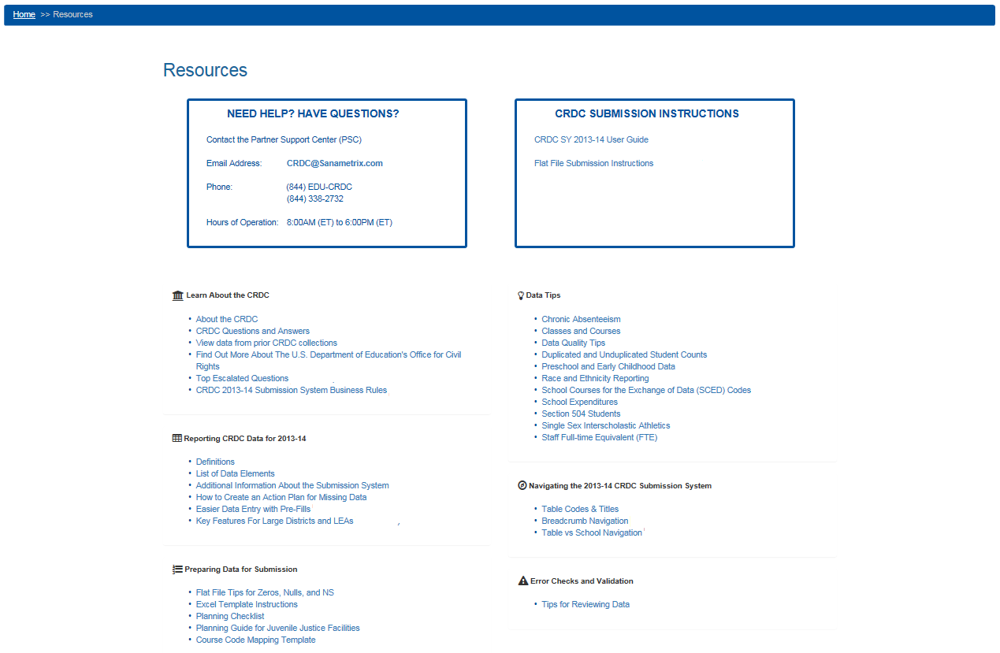 Home >> Resources
Resources
NEED HELP? HAVE QUESTIONS?
Contact the Partner Support Center (PSC)
Email Address: CRDC@Sanametrix.com
Phone: (844) EDU-CRDC
(844) 338-2732
Hours of Operation: 8:00AM (ET) to 6:00PM (ET)
CRDC SUBMISSION INSTRUCTIONS
CRDC SY 2013-14 User Guide
Flat File Submission Instructions
Learn About the CRDC
• About the CRDC
• CRDC Questions and Answers
• View data from prior CRDC collections
• Find Out More About The U.S. Department of Education's Office for Civil
Rights
• Top Escalated Questions
• CRDC 2013-14 Submission System Business Rules
Reporting CRDC Data for 2013-14
• Definitions
• List of Data Elements
• Additional Information About the Submission System
• How to Create an Action Plan for Missing Data
• Easier Data Entry with Pre-Fills
• Key Features For Large Districts and LEAs
Preparing Data for Submission
• Flat File Tips for Zeros, Nulls, and NS
• Excel Template Instructions
• Planning Checklist
• Planning Guide for Juvenile Justice Facilities
• Course Code Mapping Template
Data Tips
• Chronic Absenteeism
• Classes and Courses
• Data Quality Tips
• Duplicated and Unduplicated Student Counts
• Preschool and Early Childhood Data
• Race and Ethnicity Reporting
• School Courses for the Exchange of Data (SCED) Codes
• School Expenditures
• Section 504 Students
• Single Sex Interscholastic Athletics
• Staff Full-time Equivalent (FTE)
Navigating the 2013-14 CRDC Submission System
• Table Codes & Titles
• Breadcrumb Navigation
• Table vs School Navigation
Error Checks and Validation
• Tips for Reviewing Data